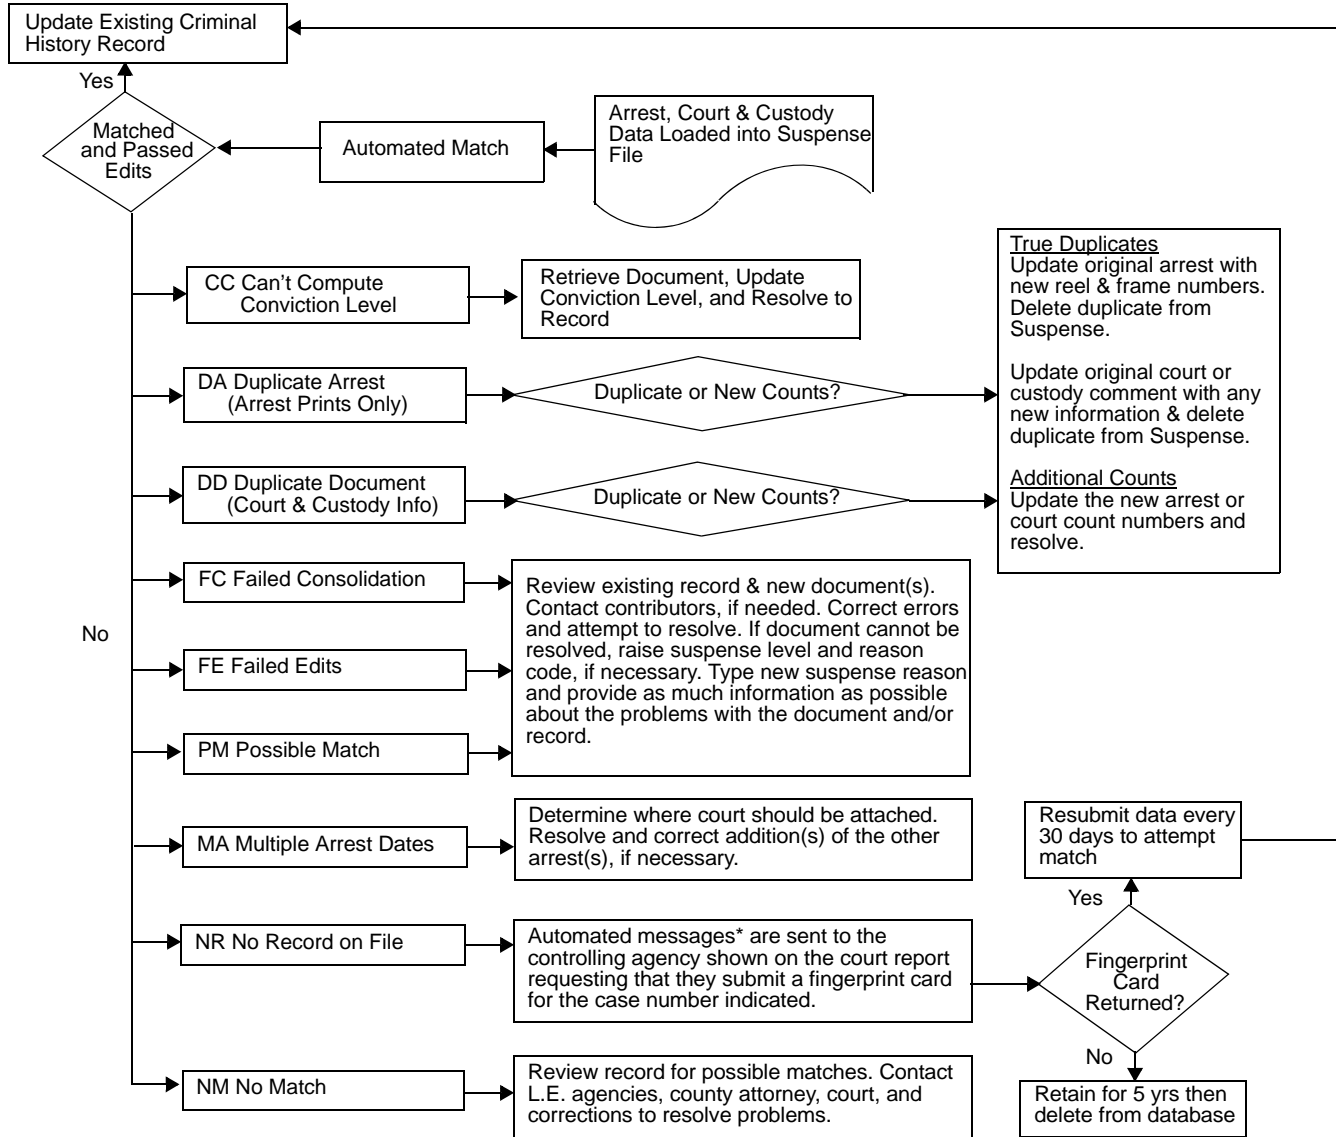 Update Existing Criminal
History Record
Yes
Matched
and Passed
Edits
Automated Match
Arrest, Court & Custody
Data Loaded into Suspense
File
CC Can't Compute
Conviction Level
Retrieve Document, Update
Conviction Level, and Resolve to
Record
True Duplicates
Update original arrest with
new reel & frame numbers.
Delete duplicate from
Suspense.
Update original court or
custody comment with any
new information & delete
duplicate from Suspense.
Additional Counts
Update the new arrest or
court count numbers and
resolve.
DA Duplicate Arrest
(Arrest Prints Only)
Duplicate or New Counts?
DD Duplicate Document
(Court & Custody Info)
Duplicate or New Counts?
No
FC Failed Consolidation
FE Failed Edits
PM Possible Match
Review existing record & new document(s).
Contact contributors, if needed. Correct errors
and attempt to resolve. If document cannot be
resolved, raise suspense level and reason
code, if necessary. Type new suspense reason
and provide as much information as possible
about the problems with the document and/or
record.
MA Multiple Arrest Dates
Determine where court should be attached.
Resolve and correct addition(s) of the other
arrest(s), if necessary.
Resubmit data every
30 days to attempt
match
Yes
NR No Record on File
Automated messages* are sent to the
controlling agency shown on the court report
requesting that they submit a fingerprint card
for the case number indicated.
Fingerprint
Card
Returned?
No
Retain for 5 yrs then
delete from database
NM No Match
Review record for possible matches. Contact
L.E. agencies, county attorney, court, and
corrections to resolve problems.